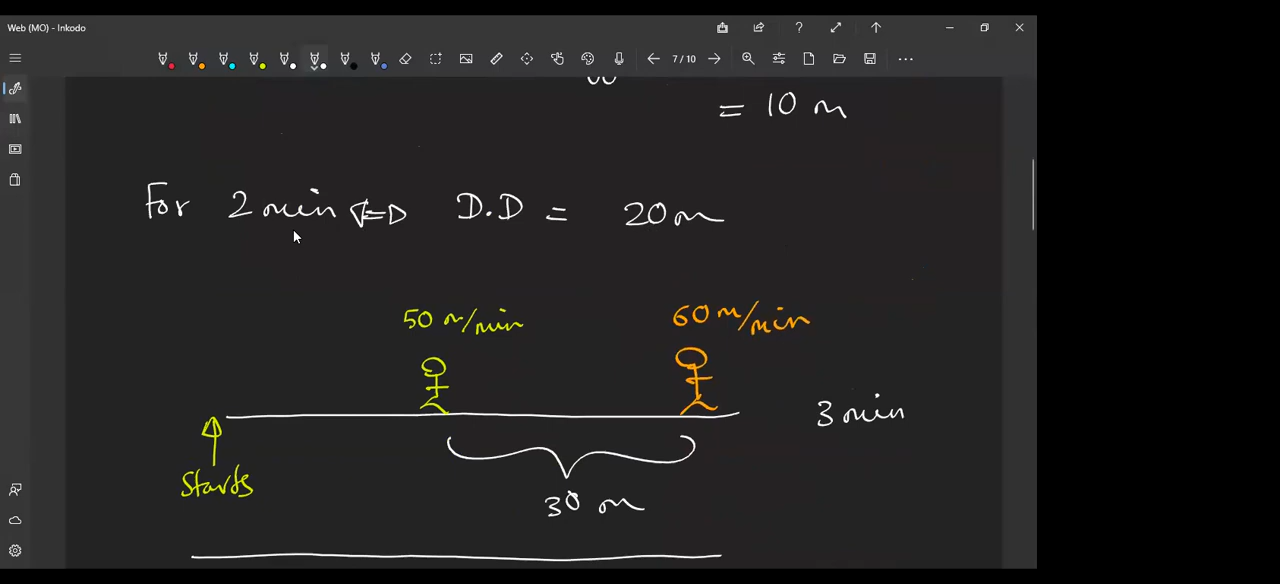 Web (MO) - Inkodo
7/10
= 10 m
For 2 min ⇔ D.D = 20 m
50 m/min 60 m/min
3 min
Starts
30 m